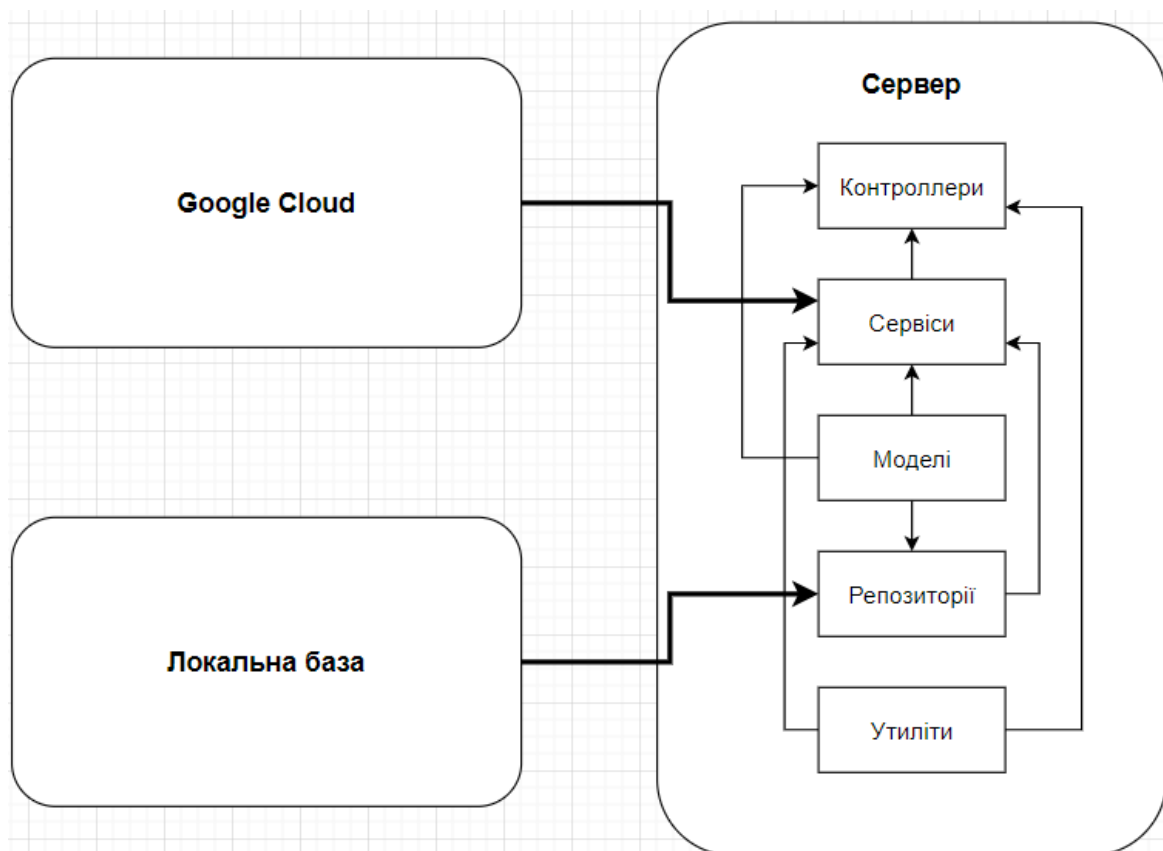 Google Cloud
Локальна база
Сервер
Контроллери
Сервіси
Моделі
Репозиторії
Утиліти